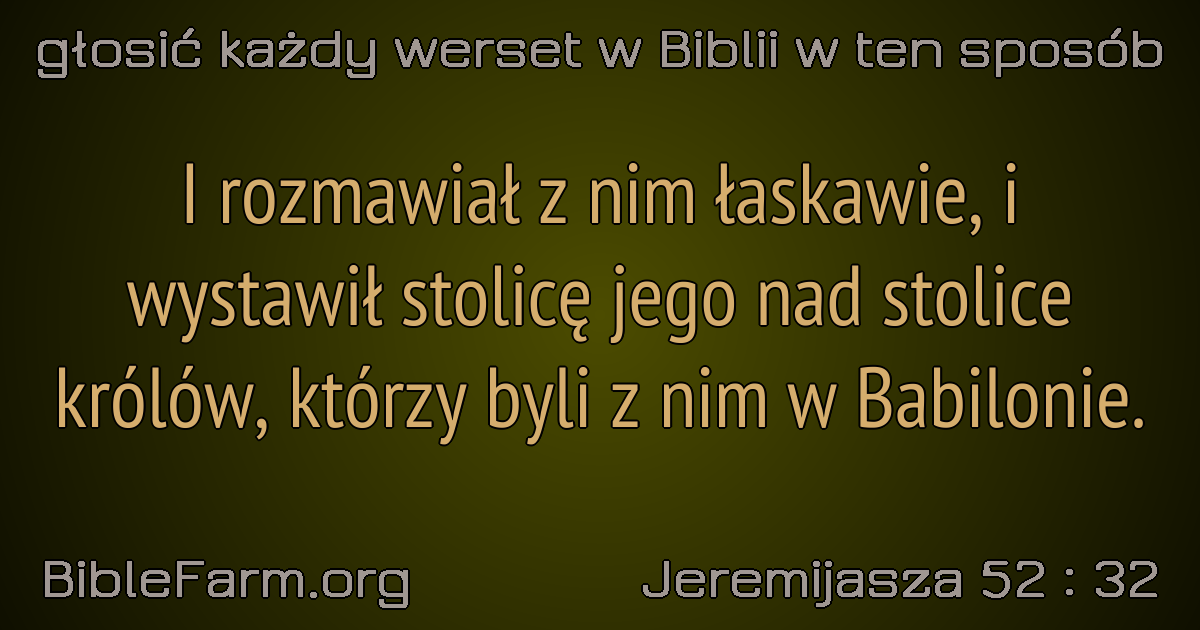 głosić każdy werset w Biblii w ten sposób
I rozmawiał z nim łaskawie, i
wystawił stolicę jego nad stolice
królów, którzy byli z nim w Babilonie.
BibleFarm.org
Jeremijasza 52 : 32